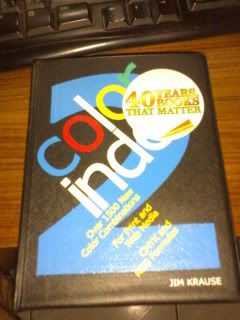 color
inde
2
40 YEARS,
BOOKS
THAT MATTER
Over 1500 New
Color Combinations
For Print and
Web Media
CMYK and
RGB Formulas
JIM KRAUSE